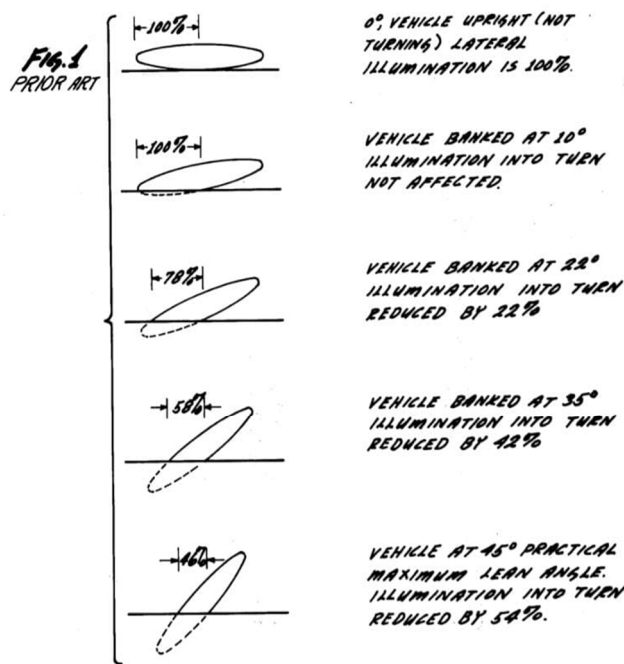 FIG.1
PRIOR ART
100%
0°, VEHICLE UPRIGHT (NOT
TURNING) LATERAL
ILLUMINATION IS 100%.
100%
VEHICLE BANKED AT 10°
ILLUMINATION INTO TURN
NOT AFFECTED.
78%
VEHICLE BANKED AT 22°
ILLUMINATION INTO TURN
REDUCED BY 22%
58%
VEHICLE BANKED AT 35°
ILLUMINATION INTO TURN
REDUCED BY 42%
46%
VEHICLE AT 45° PRACTICAL
MAXIMUM LEAN ANGLE.
ILLUMINATION INTO TURN
REDUCED BY 54%.